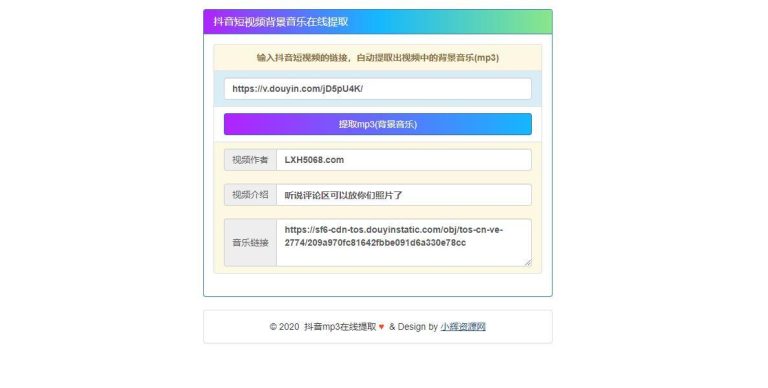 抖音短视频背景音乐在线提取
输入抖音短视频的链接，自动提取出视频中的背景音乐(mp3)
https://v.douyin.com/jD5pU4K/
提取mp3(背景音乐)
视频作者 LXH5068.com
视频介绍 听说评论区可以放你们照片了
音乐链接 https://sf6-cdn-tos.douyinstatic.com/obj/tos-cn-ve-
2774/209a970fc81642fbbe091d6a330e78cc
© 2020 抖音mp3在线提取 ♥ & Design by 小辉资源网